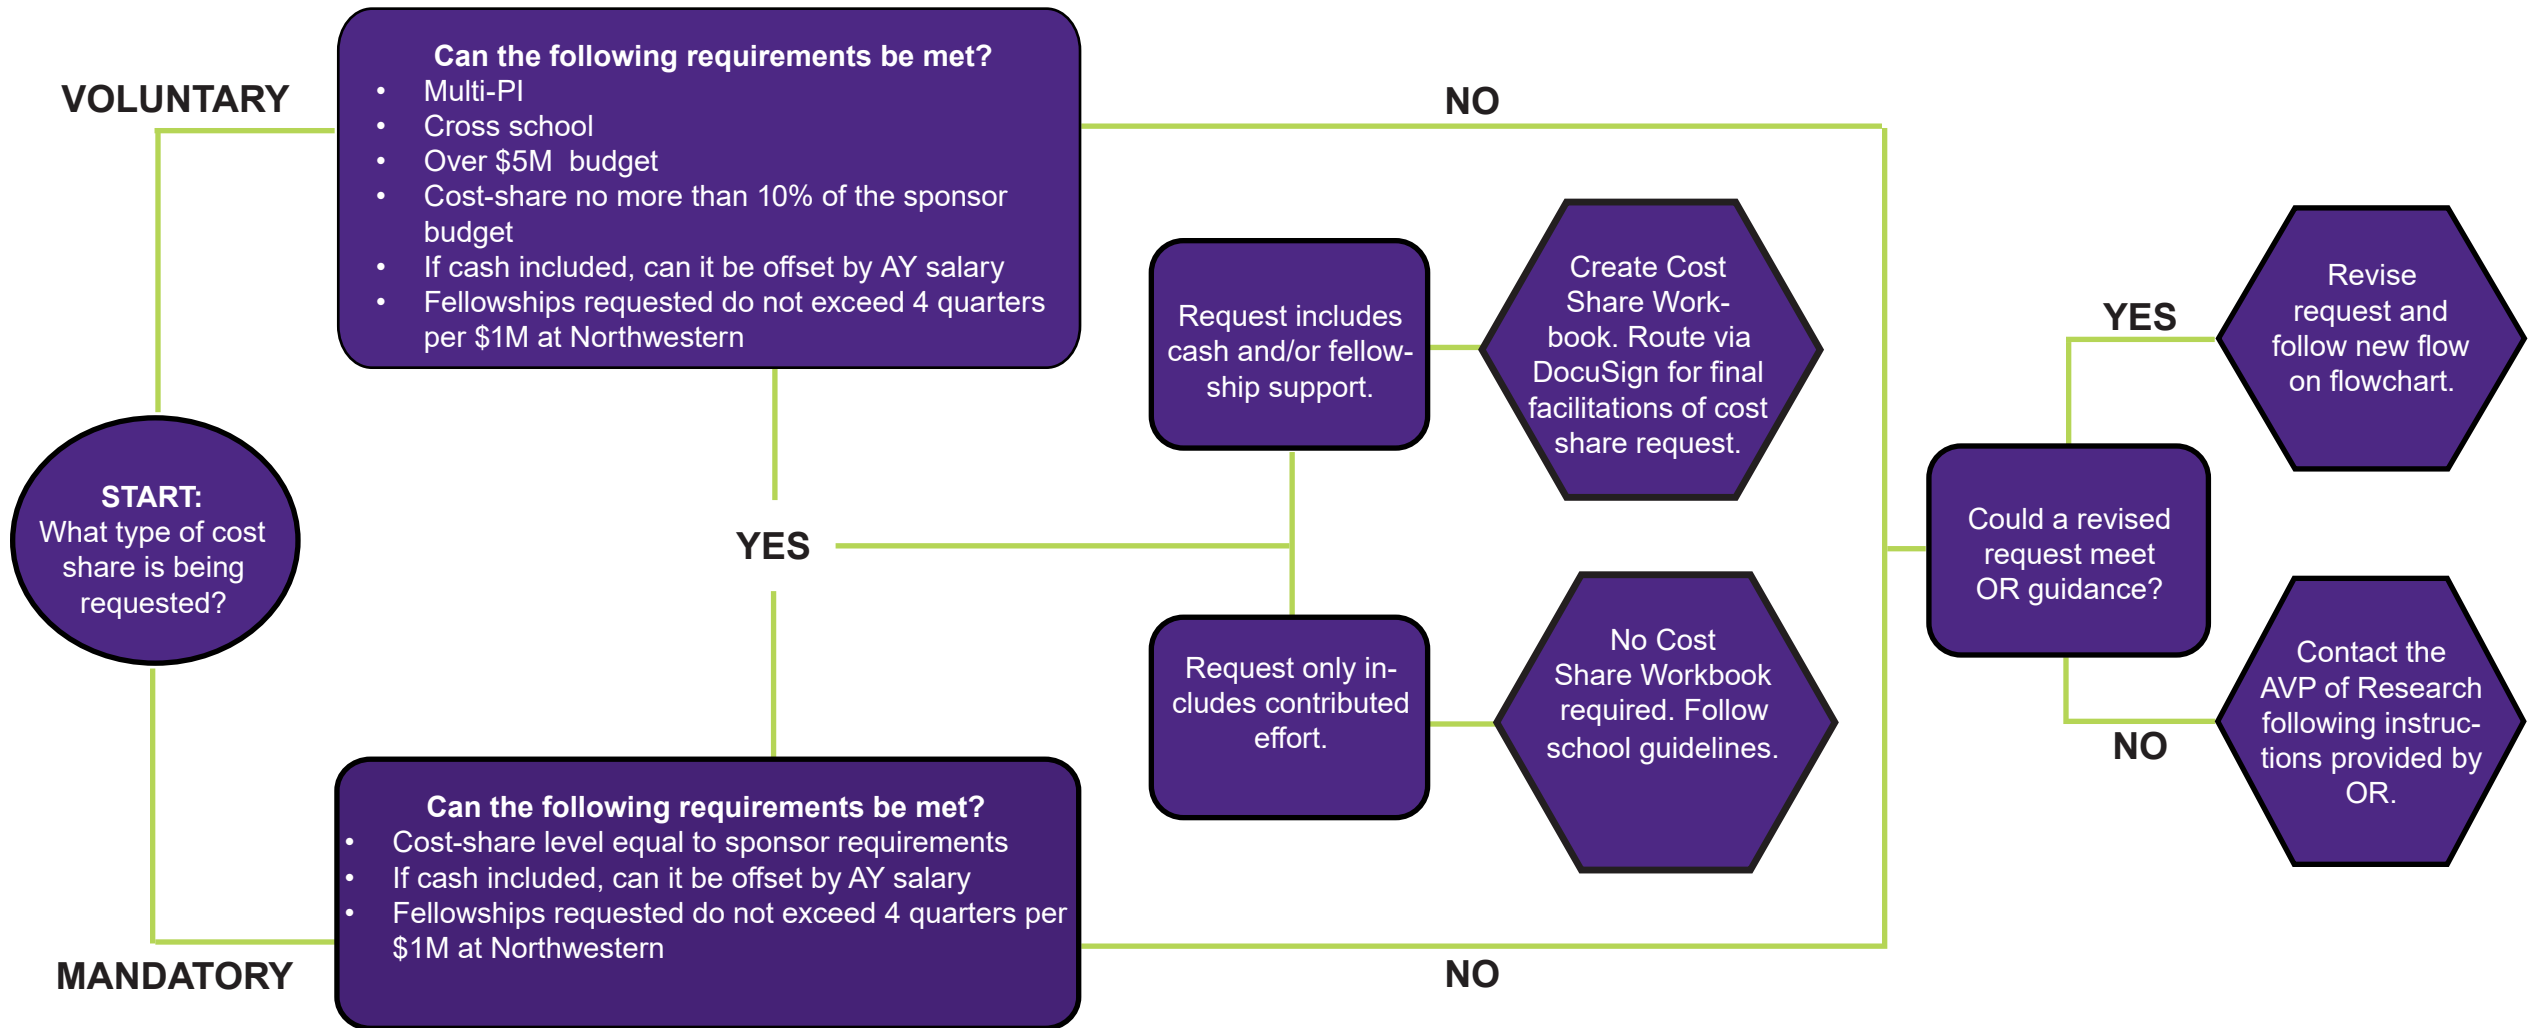 VOLUNTARY
Can the following requirements be met?
• Multi-PI
• Cross school
• Over $5M budget
• Cost-share no more than 10% of the sponsor
budget
• If cash included, can it be offset by AY salary
• Fellowships requested do not exceed 4 quarters
per $1M at Northwestern
NO
START:
What type of cost
share is being
requested?
YES
MANDATORY
Can the following requirements be met?
• Cost-share level equal to sponsor requirements
• If cash included, can it be offset by AY salary
• Fellowships requested do not exceed 4 quarters per
$1M at Northwestern
NO
Request includes
cash and/or fellow-
ship support.
Create Cost
Share Work-
book. Route via
DocuSign for final
facilitations of cost
share request.
Request only in-
cludes contributed
effort.
No Cost
Share Workbook
required. Follow
school guidelines.
Could a revised
request meet
OR guidance?
YES
Revise
request and
follow new flow
on flowchart.
NO
Contact the
AVP of Research
following instruc-
tions provided by
OR.